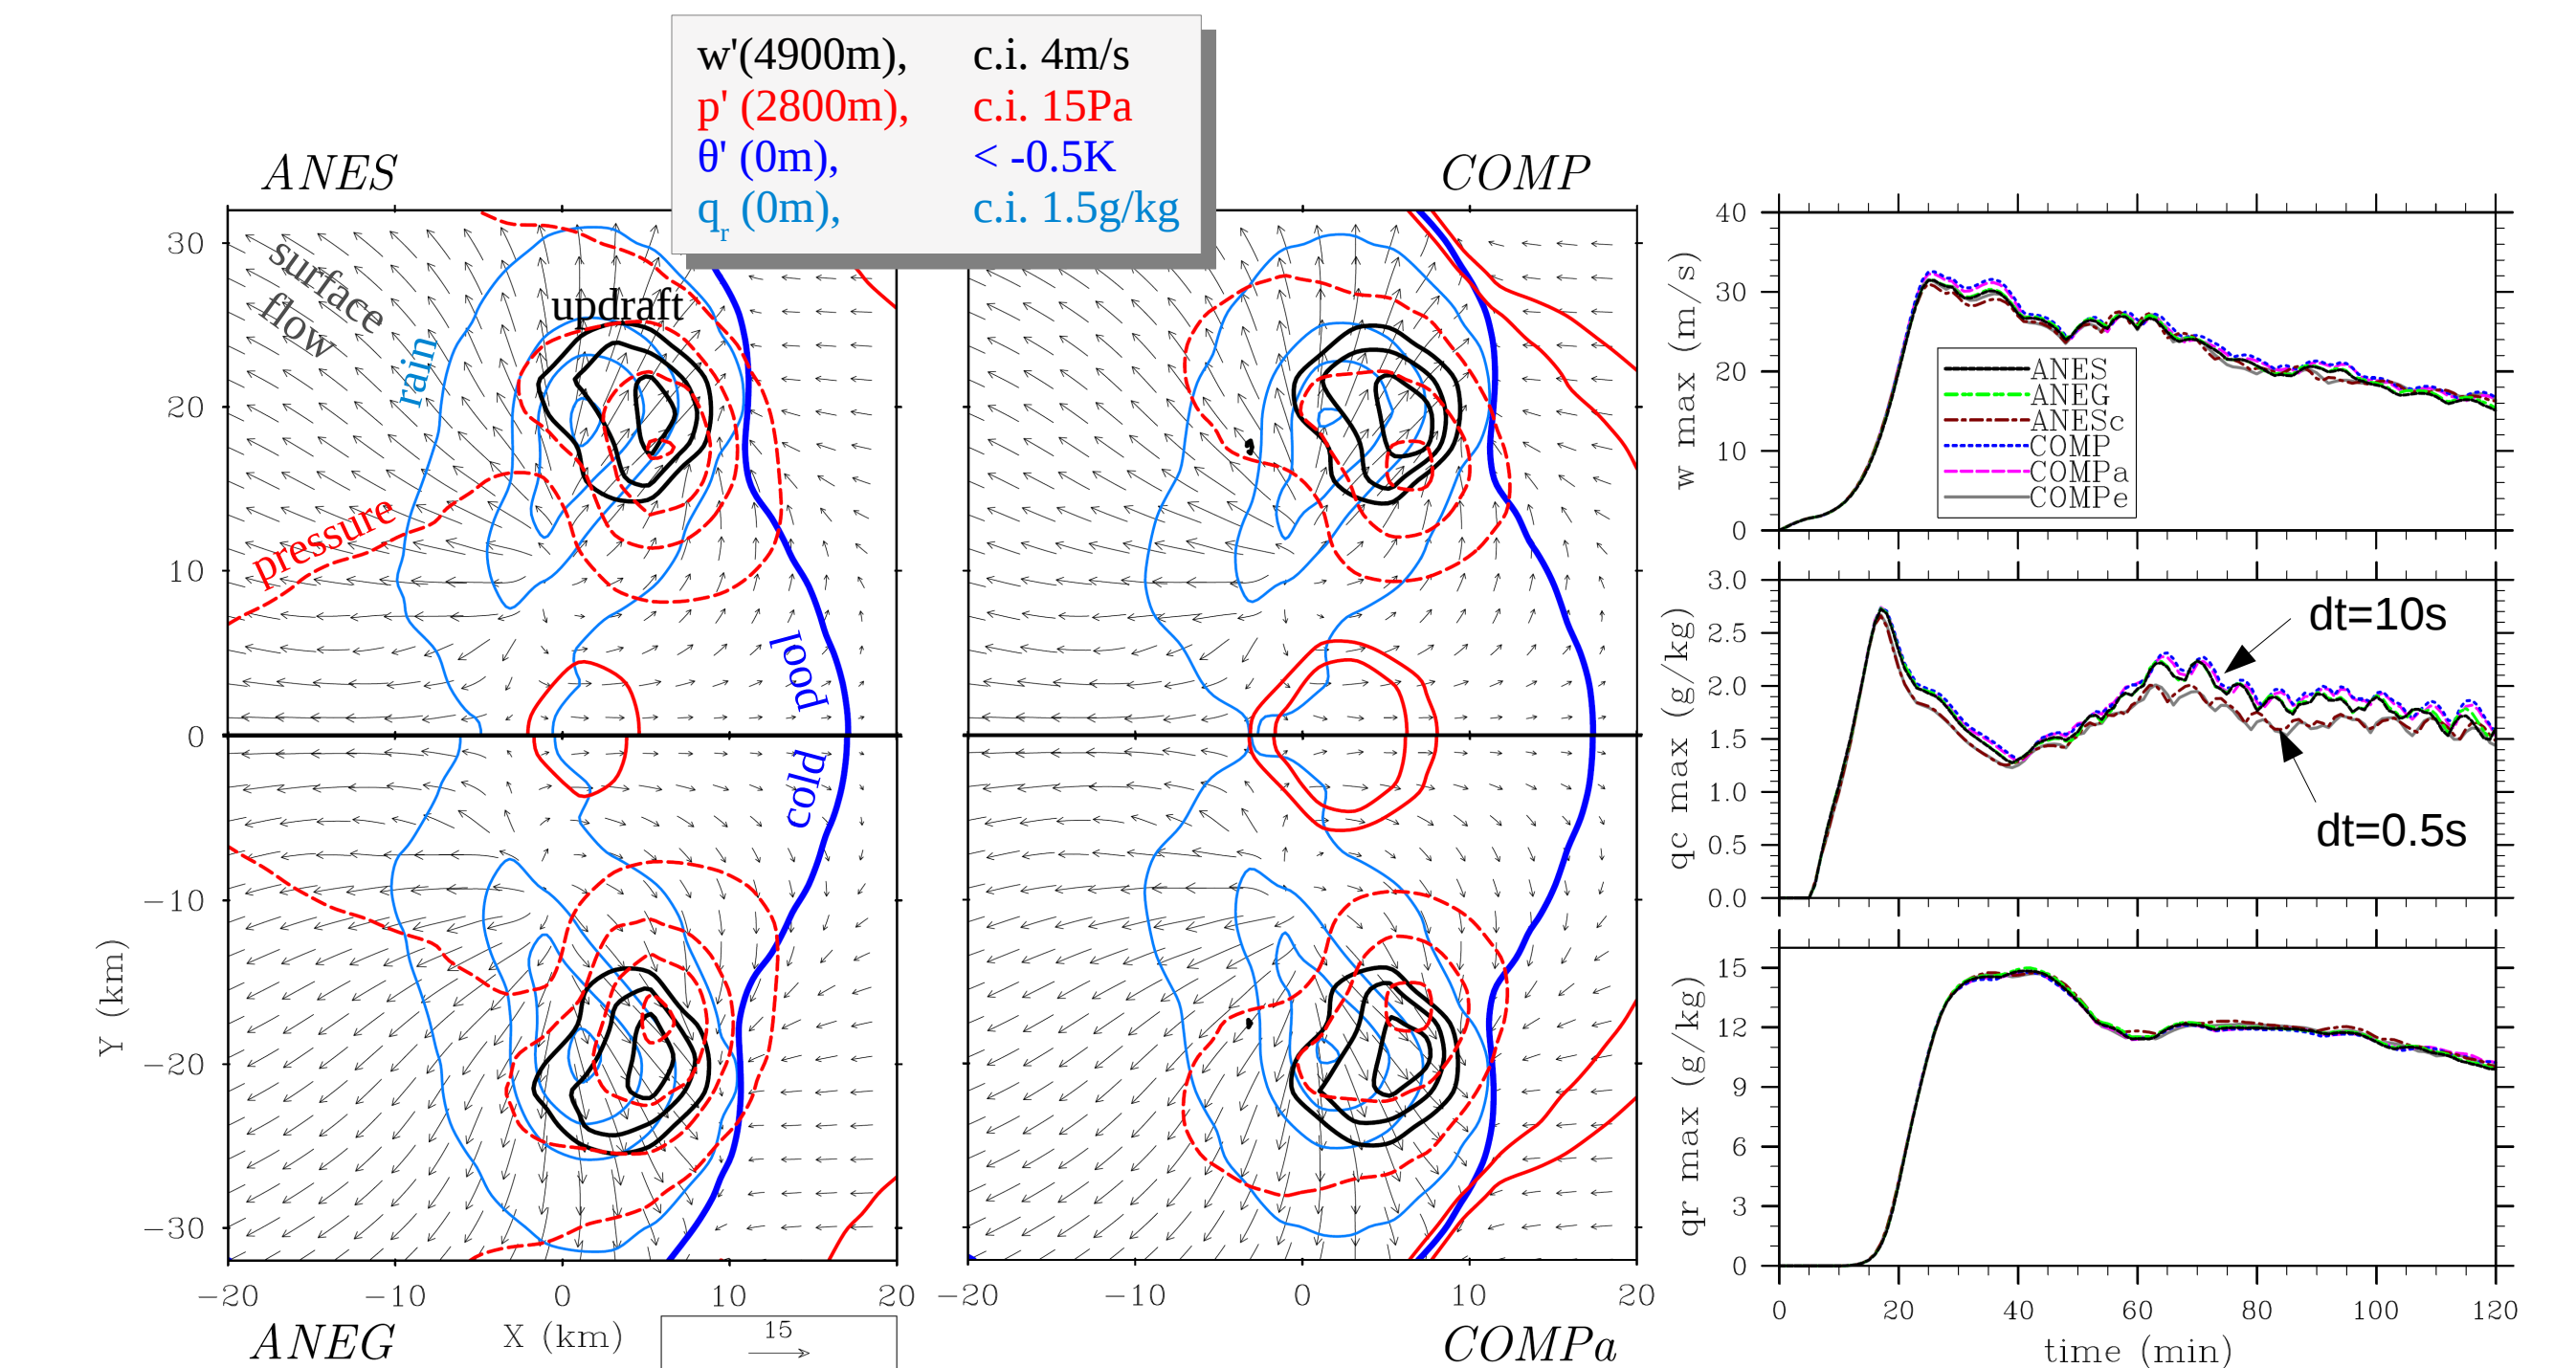 w'(4900m), c.i. 4m/s
p' (2800m), c.i. 15Pa
θ' (0m), < -0.5K
qr (0m), c.i. 1.5g/kg
ANES
COMP
surface
flow
rain
updraft
pressure
cold pool
30
20
10
0
−10
−20
−30
Y (km)
−20 −10 0 10 20
−20 −10 0 10 20
ANEG
X (km)
15
COMPa
40
30
20
10
0
w max (m/s)
ANES
ANEG
ANESc
COMP
COMPa
COMPe
3.0
2.5
2.0
1.5
1.0
0.5
0.0
qc max (g/kg)
dt=10s
dt=0.5s
15
12
9
6
3
0
qr max (g/kg)
0 20 40 60 80 100 120
time (min)